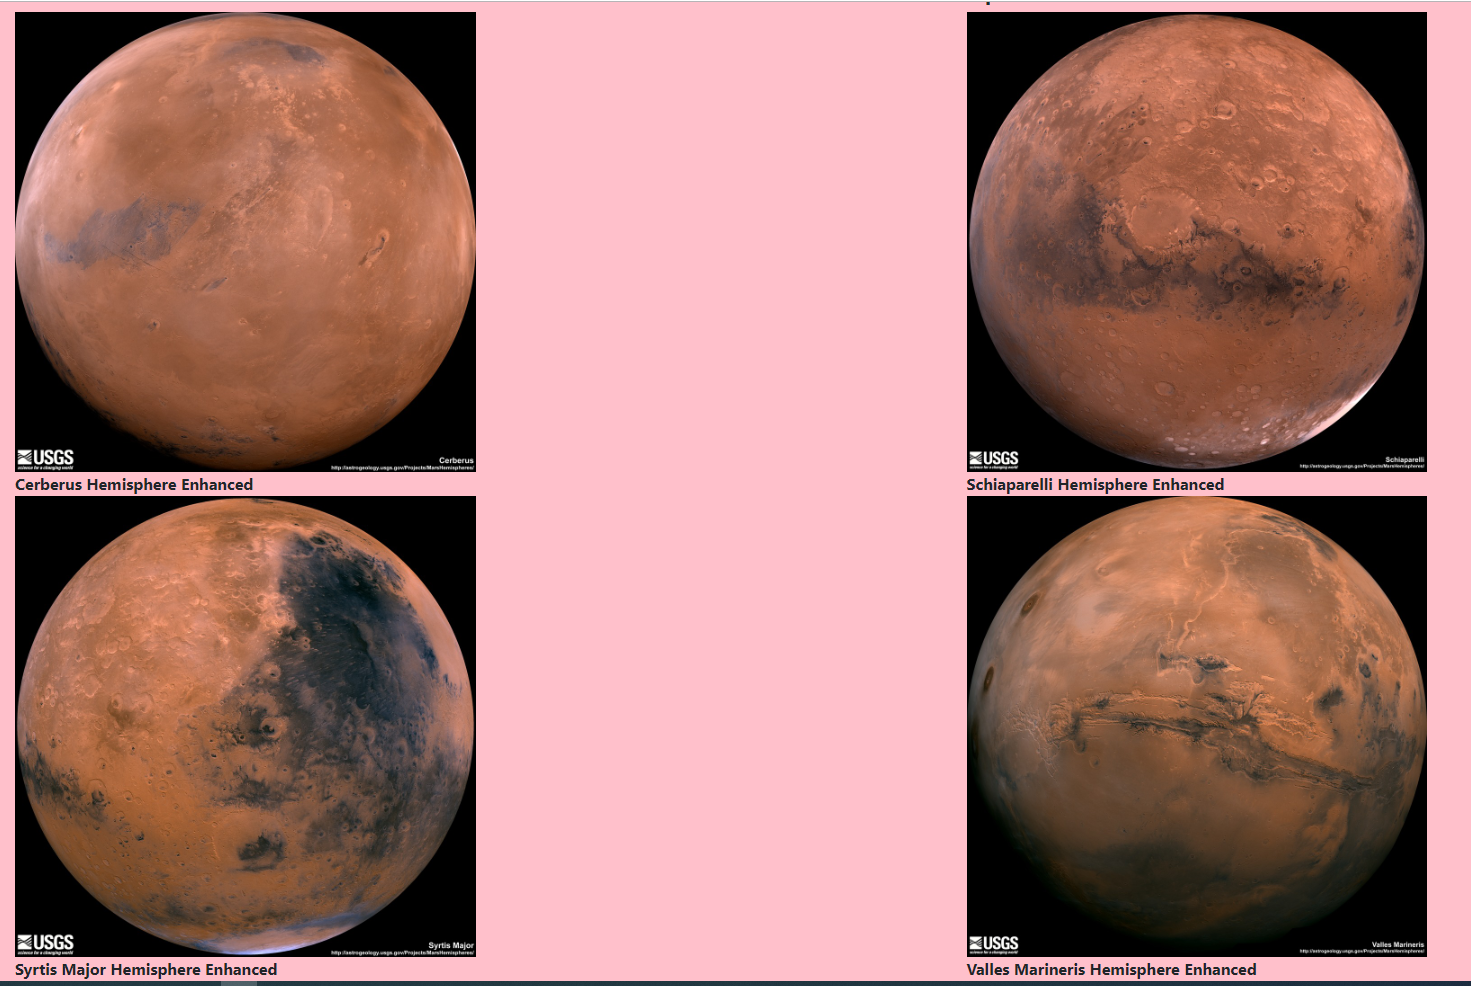 USGS
science for a changing world
Cerberus
http://astrogeology.usgs.gov/Projects/MarsHemispheres/
Cerberus Hemisphere Enhanced
USGS
science for a changing world
Schiaparelli
http://astrogeology.usgs.gov/Projects/MarsHemispheres/
Schiaparelli Hemisphere Enhanced
USGS
science for a changing world
Syrtis Major
http://astrogeology.usgs.gov/Projects/MarsHemispheres/
Syrtis Major Hemisphere Enhanced
USGS
science for a changing world
Valles Marineris
http://astrogeology.usgs.gov/Projects/MarsHemispheres/
Valles Marineris Hemisphere Enhanced